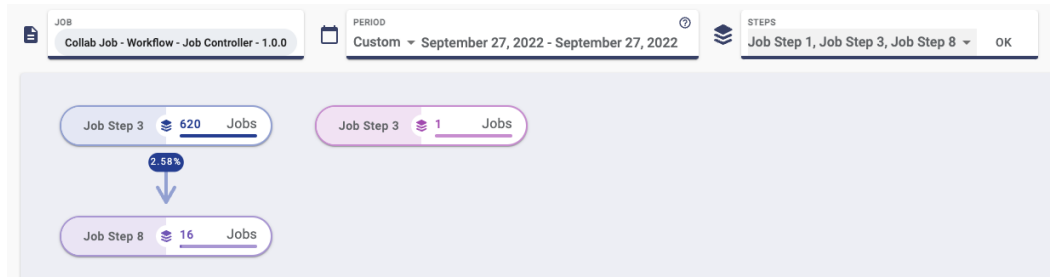 JOB
Collab Job - Workflow - Job Controller - 1.0.0
PERIOD
Custom September 27, 2022 - September 27, 2022
STEPS
Job Step 1, Job Step 3, Job Step 8
OK
Job Step 3 620 Jobs
Job Step 3 1 Jobs
2.58%
Job Step 8 16 Jobs